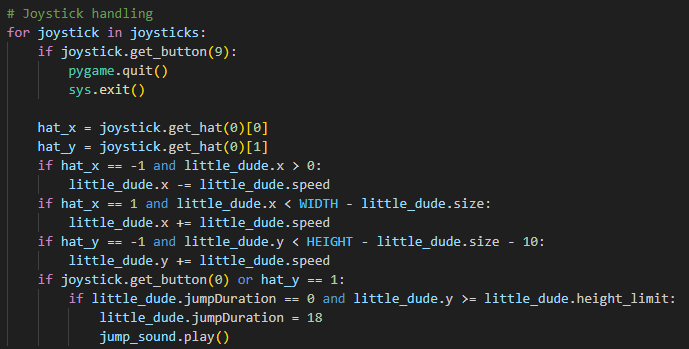 # Joystick handling
for joystick in joysticks:
    if joystick.get_button(9):
        pygame.quit()
        sys.exit()

    hat_x = joystick.get_hat(0)[0]
    hat_y = joystick.get_hat(0)[1]
    if hat_x == -1 and little_dude.x > 0:
        little_dude.x -= little_dude.speed
    if hat_x == 1 and little_dude.x < WIDTH - little_dude.size:
        little_dude.x += little_dude.speed
    if hat_y == -1 and little_dude.y < HEIGHT - little_dude.size - 10:
        little_dude.y += little_dude.speed
    if joystick.get_button(0) or hat_y == 1:
        if little_dude.jumpDuration == 0 and little_dude.y >= little_dude.height_limit:
            little_dude.jumpDuration = 18
            jump_sound.play()